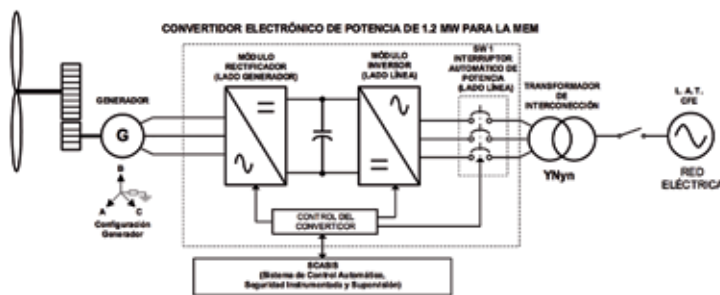 CONVERTIDOR ELECTRÓNICO DE POTENCIA DE 1.2 MW PARA LA MEM
MÓDULO
RECTIFICADOR
(LADO GENERADOR)
MÓDULO
INVERSOR
(LADO LÍNEA)
SW 1
INTERRUPTOR
AUTOMÁTICO DE
POTENCIA
(LADO LÍNEA)
TRANSFORMADOR
DE
INTERCONECCIÓN
L. A. T.
CFE
GENERADOR
G
YNyn
RED
ELÉCTRICA
B
A
C
Configuración
Generador
CONTROL DEL
CONVERTICOR
SCASIS
(Sistema de Control Automático,
Seguridad Instrumentada y Supervisión)